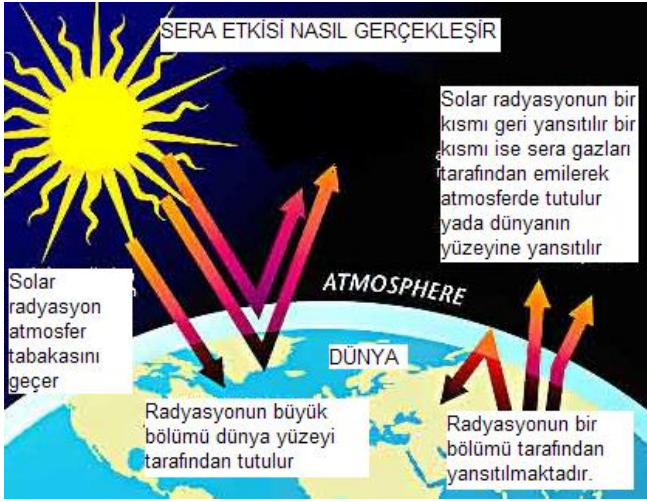 SERA ETKİSİ NASIL GERÇEKLEŞİR
Solar radyasyonun bir
kısmı geri yansıtılır bir
kısmı ise sera gazları
tarafından emilerek
atmosferde tutulur
yada dünyanın
yüzeyine yansıtılır
Solar
radyasyon
atmosfer
tabakasını
geçer
ATMOSPHERE
DÜNYA
Radyasyonun büyük
bölümü dünya yüzeyi
tarafından tutulur
Radyasyonun bir
bölümü tarafından
yansıtılmaktadır.